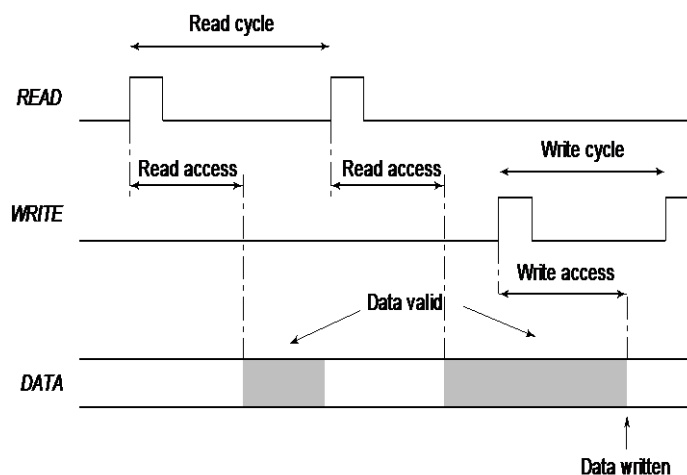 Read cycle
READ
Read access
Read access
Write cycle
WRITE
Write access
Data valid
DATA
Data written